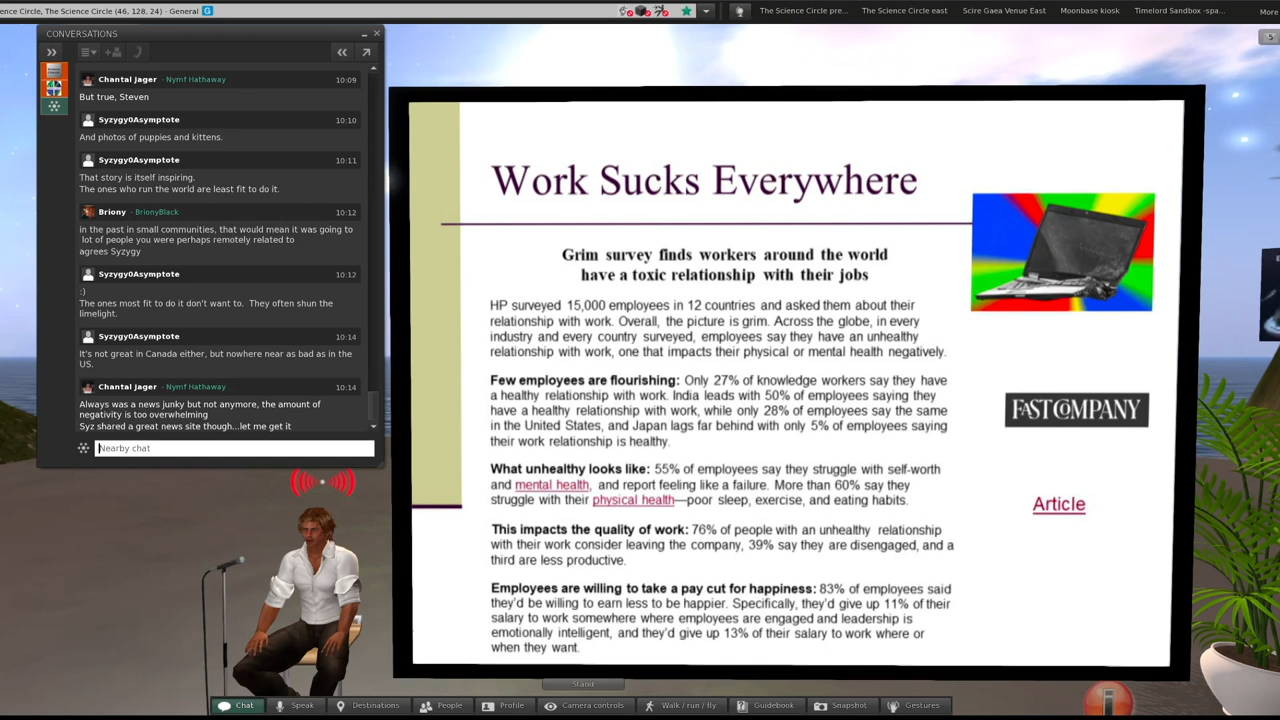 ence Circle, The Science Circle (46, 128, 24) - General G
The Science Circle pre...
The Science Circle east
Scire Gaea Venue East
Moonbase kiosk
Timelord Sandbox -spa...
More
5
CONVERSATIONS
Chantal Jager - Nymf Hathaway 10:09
But true, Steven
Syzygy0Asymptote 10:10
And photos of puppies and kittens.
Syzygy0Asymptote 10:11
That story is itself inspiring.
The ones who run the world are least fit to do it.
Briony - BrionyBlack 10:12
in the past in small communities, that would mean it was going to
lot of people you were perhaps remotely related to
agrees Syzygy
Syzygy0Asymptote 10:12
:)
The ones most fit to do it don't want to. They often shun the
limelight.
Syzygy0Asymptote 10:14
It's not great in Canada either, but nowhere near as bad as in the
US.
Chantal Jager - Nymf Hathaway 10:14
Always was a news junky but not anymore, the amount of
negativity is too overwhelming
Syz shared a great news site though...let me get it
Nearby chat
Work Sucks Everywhere
Grim survey finds workers around the world
have a toxic relationship with their jobs
HP surveyed 15,000 employees in 12 countries and asked them about their
relationship with work. Overall, the picture is grim. Across the globe, in every
industry and every country surveyed, employees say they have an unhealthy
relationship with work, one that impacts their physical or mental health negatively.
Few employees are flourishing: Only 27% of knowledge workers say they have
a healthy relationship with work. India leads with 50% of employees saying they
have a healthy relationship with work, while only 28% of employees say the same
in the United States, and Japan lags far behind with only 5% of employees saying
their work relationship is healthy.
What unhealthy looks like: 55% of employees say they struggle with self-worth
and mental health, and report feeling like a failure. More than 60% say they
struggle with their physical health—poor sleep, exercise, and eating habits.
This impacts the quality of work: 76% of people with an unhealthy relationship
with their work consider leaving the company, 39% say they are disengaged, and a
third are less productive.
Employees are willing to take a pay cut for happiness: 83% of employees said
they'd be willing to earn less to be happier. Specifically, they'd give up 11% of their
salary to work somewhere where employees are engaged and leadership is
emotionally intelligent, and they'd give up 13% of their salary to work where or
when they want.
FAST COMPANY
Article
Stand
Chat
Speak
Destinations
People
Profile
Camera controls
Walk / run / fly
Guidebook
Snapshot
Gestures